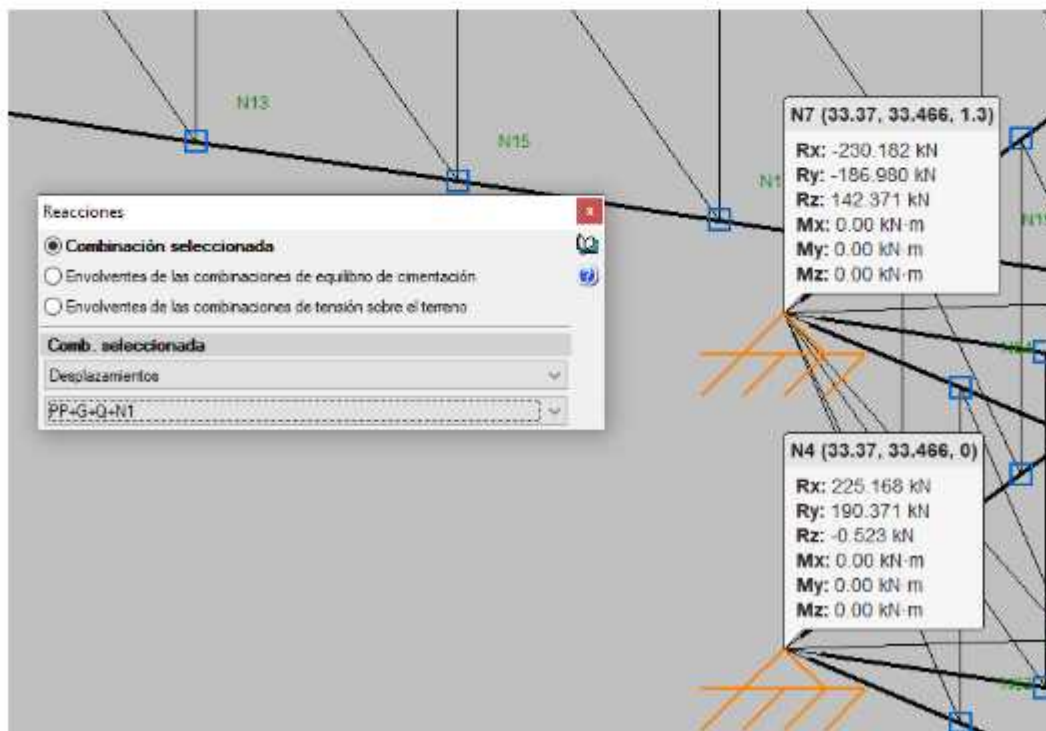 N13
N15
N7 (33.37, 33.466, 1.3)
Rx: -230.182 kN
Ry: -186.980 kN
Rz: 142.371 kN
Mx: 0.00 kN·m
My: 0.00 kN·m
Mz: 0.00 kN·m
Reacciones
Combinación seleccionada
Envolventes de las combinaciones de equilibrio de cimentación
Envolventes de las combinaciones de tensión sobre el terreno
Comb. seleccionada
Desplazamientos
PP+G+Q+N1
N4 (33.37, 33.466, 0)
Rx: 225.168 kN
Ry: 190.371 kN
Rz: -0.523 kN
Mx: 0.00 kN·m
My: 0.00 kN·m
Mz: 0.00 kN·m